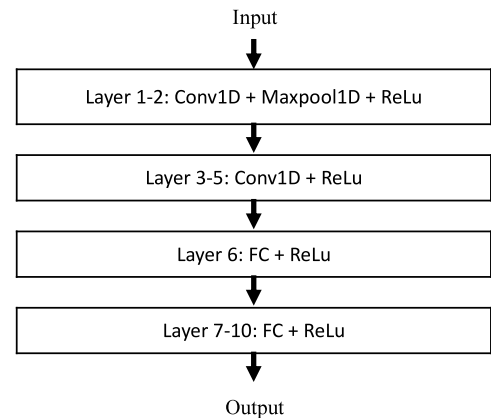 Input
Layer 1-2: Conv1D + Maxpool1D + ReLu
Layer 3-5: Conv1D + ReLu
Layer 6: FC + ReLu
Layer 7-10: FC + ReLu
Output